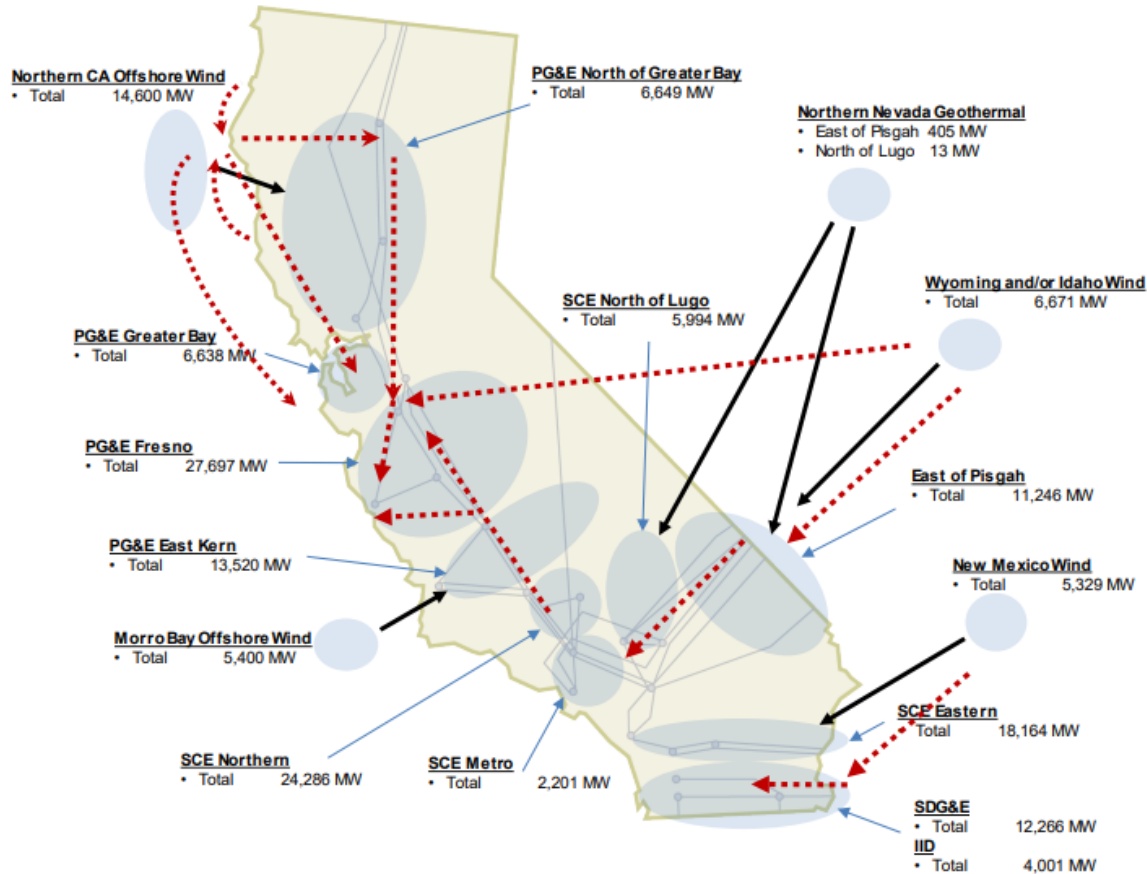 Northern CA Offshore Wind
• Total 14,600 MW
PG&E North of Greater Bay
• Total 6,649 MW
Northern Nevada Geothermal
• East of Pisgah 405 MW
• North of Lugo 13 MW
Wyoming and/or Idaho Wind
• Total 6,671 MW
SCE North of Lugo
• Total 5,994 MW
PG&E Greater Bay
• Total 6,638 MW
PG&E Fresno
• Total 27,697 MW
East of Pisgah
• Total 11,246 MW
PG&E East Kern
• Total 13,520 MW
New Mexico Wind
• Total 5,329 MW
Morro Bay Offshore Wind
• Total 5,400 MW
SCE Eastern
Total 18,164 MW
SCE Northern
• Total 24,286 MW
SCE Metro
• Total 2,201 MW
SDG&E
• Total 12,266 MW
IID
• Total 4,001 MW